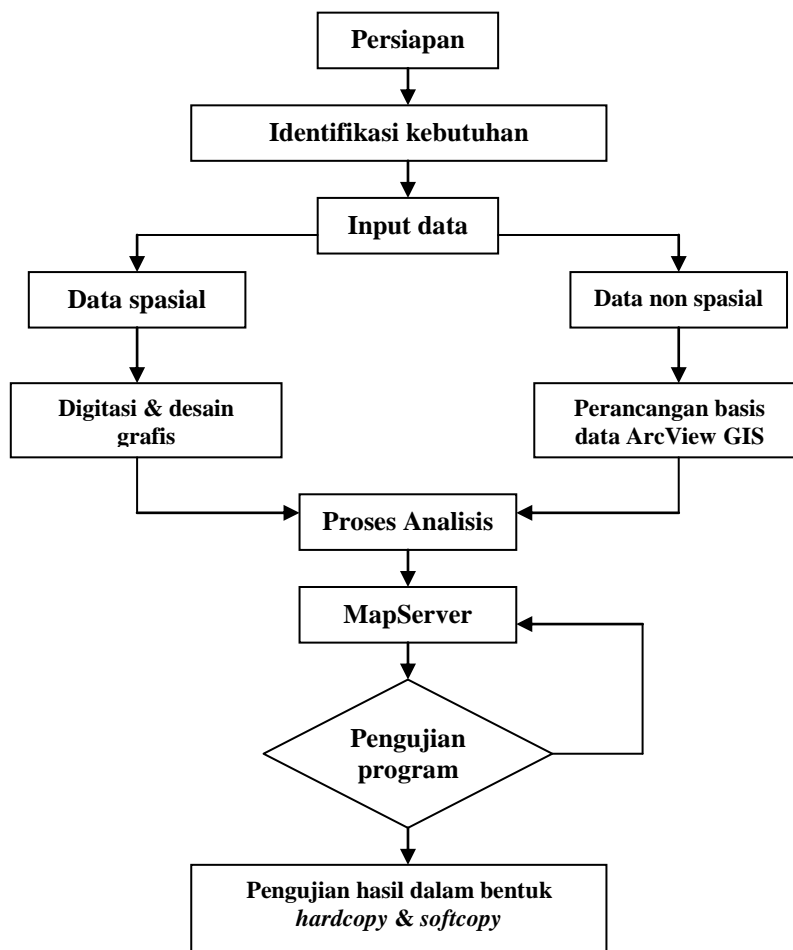 Persiapan
Identifikasi kebutuhan
Input data
Data spasial
Data non spasial
Digitasi & desain
grafis
Perancangan basis
data ArcView GIS
Proses Analisis
MapServer
Pengujian
program
Pengujian hasil dalam bentuk
hardcopy & softcopy